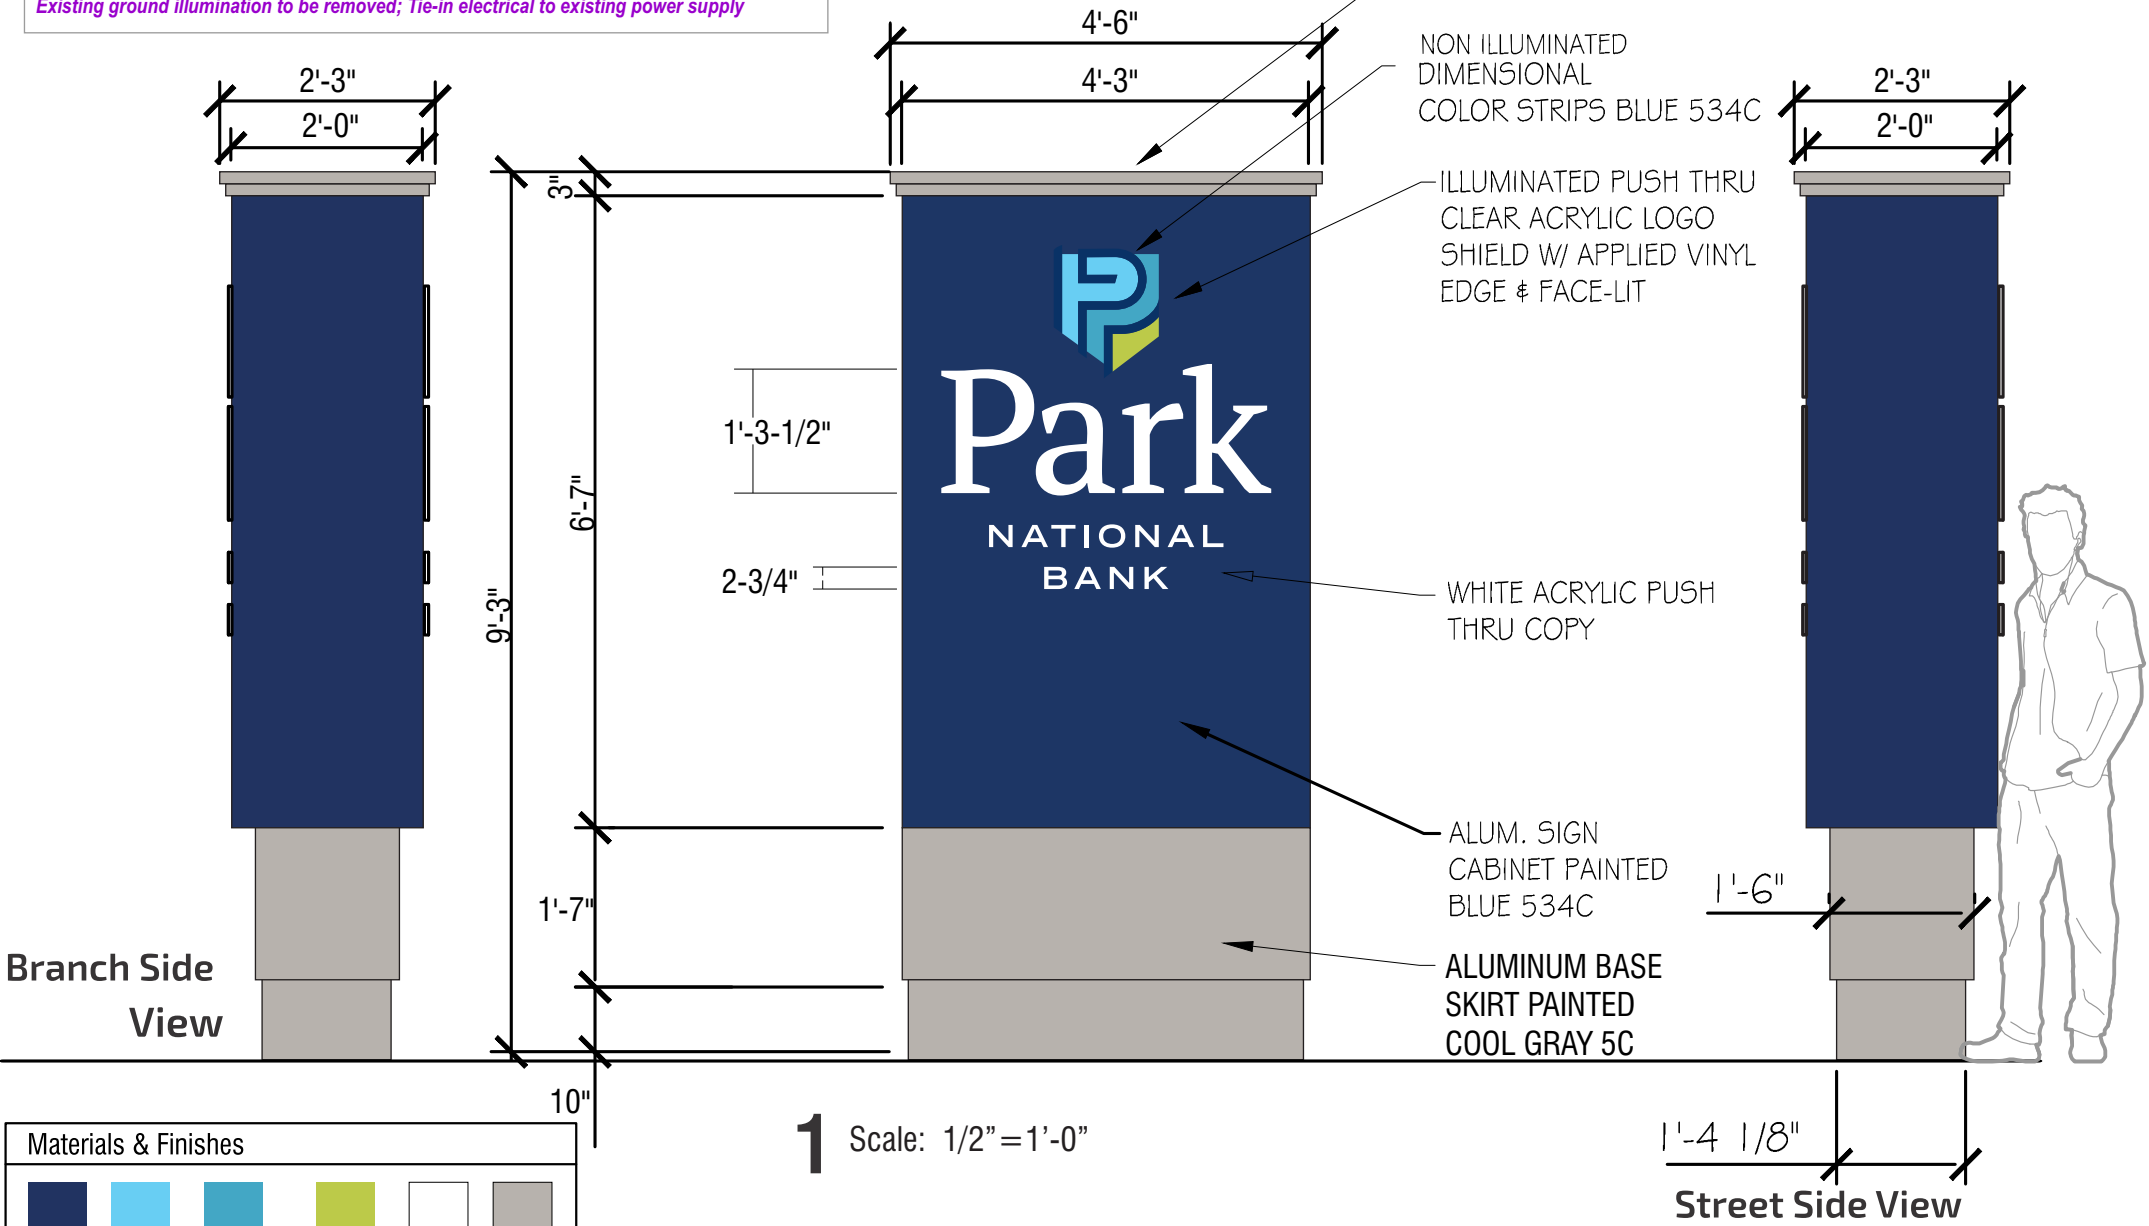 Existing ground illumination to be removed; Tie-in electrical to existing power supply
4'-6"
4'-3"
2'-3"
2'-0"
2'-3"
2'-0"
NON ILLUMINATED
DIMENSIONAL
COLOR STRIPS BLUE 534C
ILLUMINATED PUSH THRU
CLEAR ACRYLIC LOGO
SHIELD W/ APPLIED VINYL
EDGE & FACE-LIT
3"
1'-3-1/2"
6'-7"
2-3/4"
9'-3"
1'-7"
10"
Park
NATIONAL
BANK
WHITE ACRYLIC PUSH
THRU COPY
ALUM. SIGN
CABINET PAINTED
BLUE 534C
ALUMINUM BASE
SKIRT PAINTED
COOL GRAY 5C
1'-6"
1'-4 1/8"
Branch Side
View
Street Side View
1 Scale: 1/2”=1’-0”
Materials & Finishes